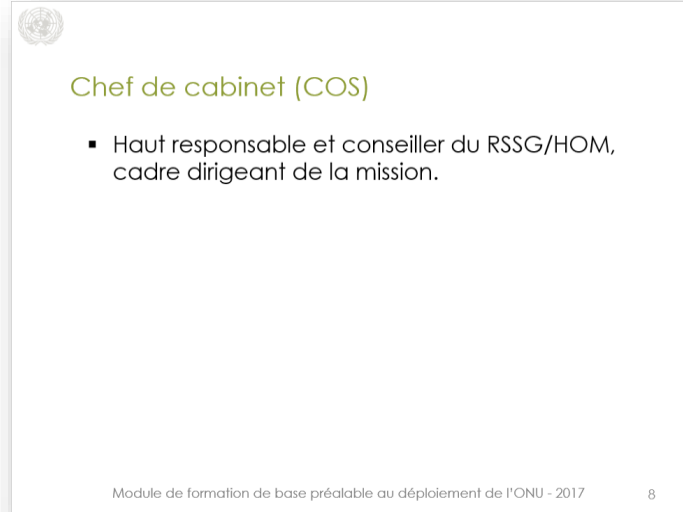 Chef de cabinet (COS)
▪ Haut responsable et conseiller du RSSG/HOM,
cadre dirigeant de la mission.
Module de formation de base préalable au déploiement de l'ONU - 2017
8